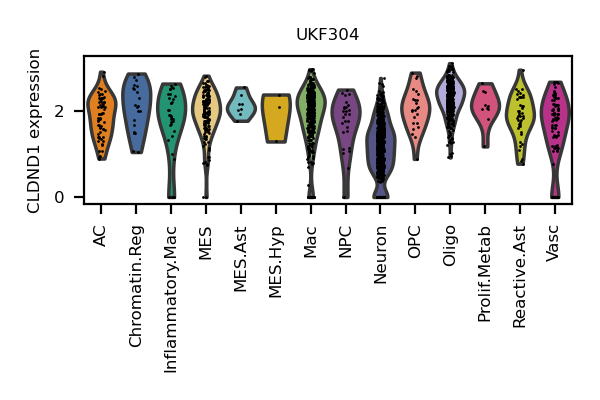 UKF304
CLDND1 expression
2
0
AC
Chromatin.Reg
Inflammatory.Mac
MES
MES.Ast
MES.Hyp
Mac
NPC
Neuron
OPC
Oligo
Prolif.Metab
Reactive.Ast
Vasc